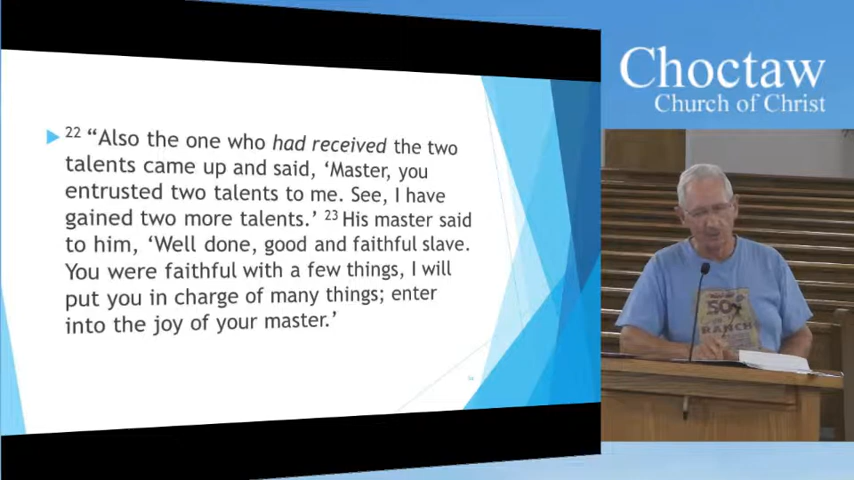 22 “Also the one who had received the two
talents came up and said, ‘Master, you
entrusted two talents to me. See, I have
gained two more talents.’ 23 His master said
to him, ‘Well done, good and faithful slave.
You were faithful with a few things, I will
put you in charge of many things; enter
into the joy of your master.’
Choctaw
Church of Christ
RANCH